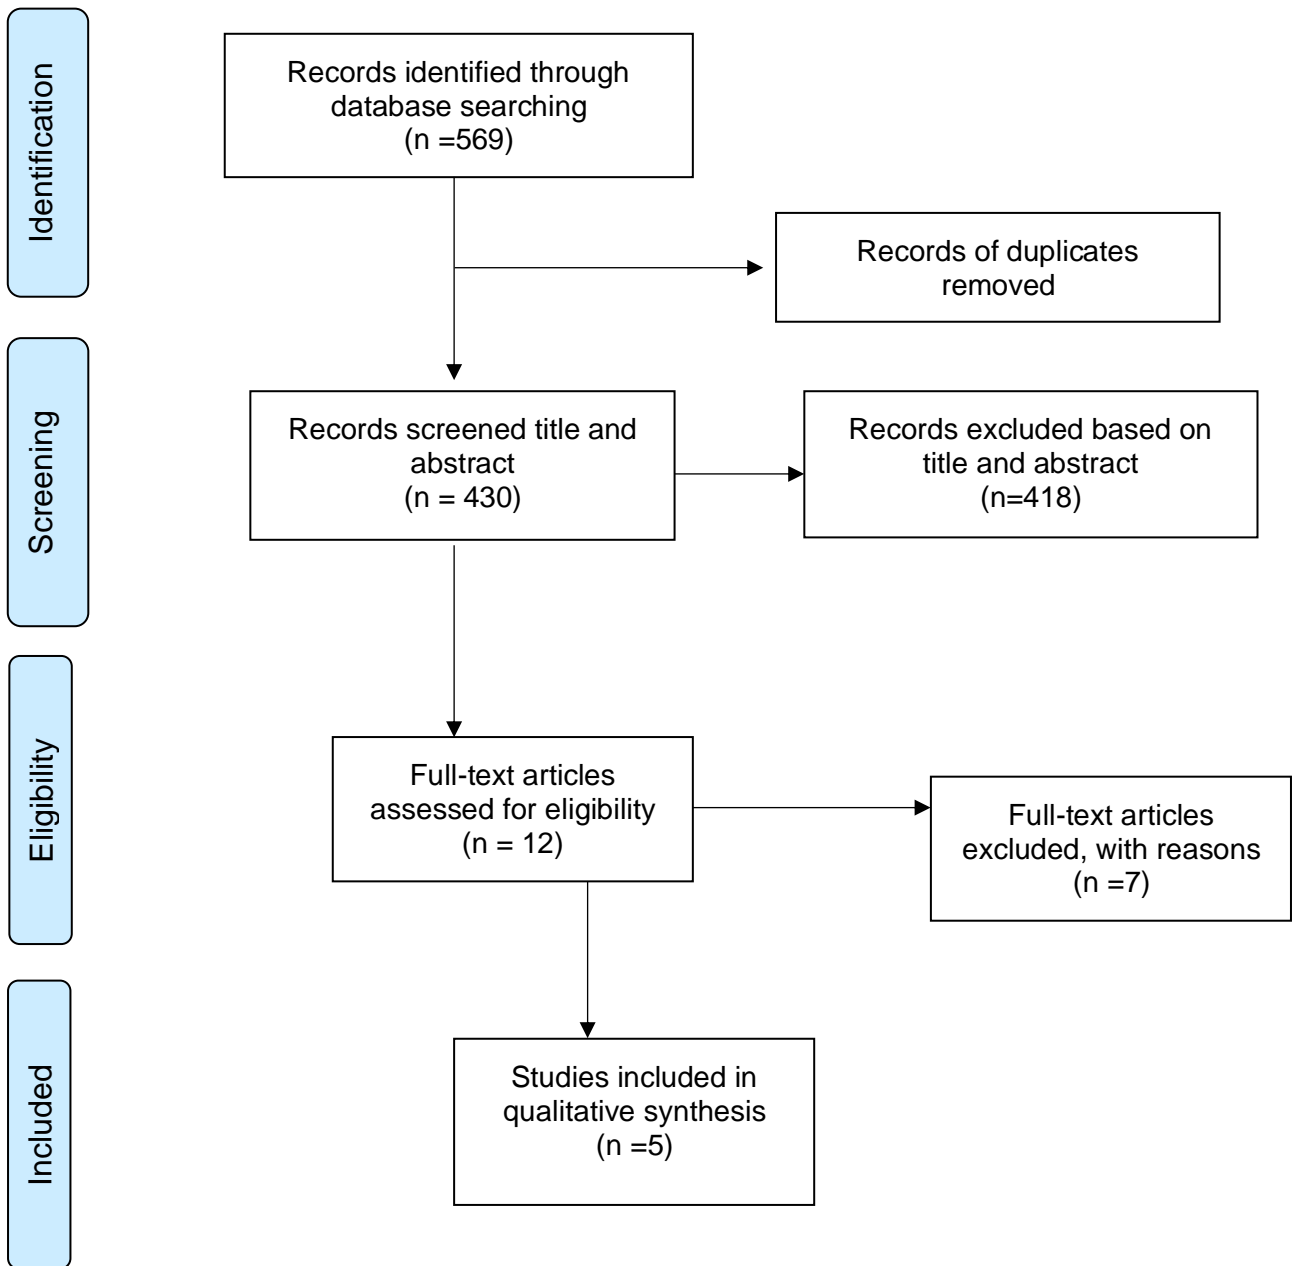 Identification
Records identified through
database searching
(n =569)
Records of duplicates
removed
Screening
Records screened title and
abstract
(n = 430)
Records excluded based on
title and abstract
(n=418)
Eligibility
Full-text articles
assessed for eligibility
(n = 12)
Full-text articles
excluded, with reasons
(n =7)
Included
Studies included in
qualitative synthesis
(n =5)